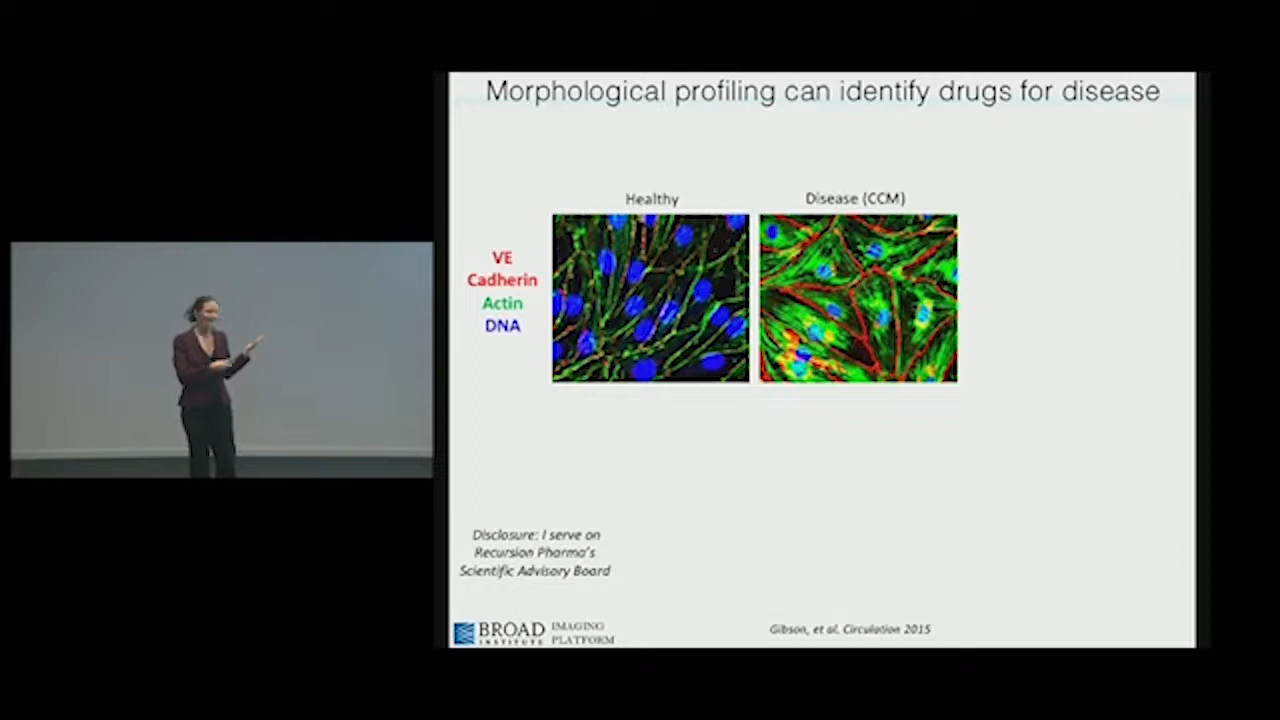 Morphological profiling can identify drugs for disease
Healthy
Disease (CCM)
VE
Cadherin
Actin
DNA
Disclosure: I serve on
Recursion Pharma's
Scientific Advisory Board
BROAD
INSTITUTE
IMAGING
PLATFORM
Gibson, et al. Circulation 2015